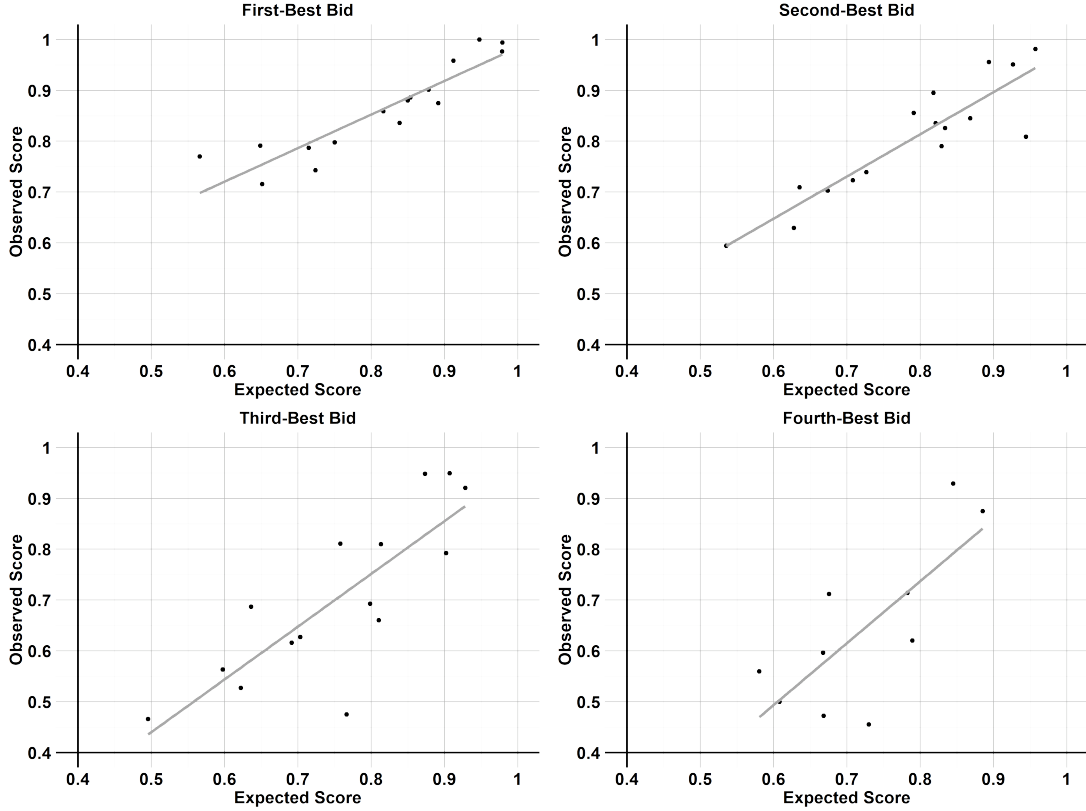 First-Best Bid
1
0.9
0.8
0.7
0.6
0.5
0.4
Observed Score
0.4 0.5 0.6 0.7 0.8 0.9 1
Expected Score
Second-Best Bid
1
0.9
0.8
0.7
0.6
0.5
0.4
Observed Score
0.4 0.5 0.6 0.7 0.8 0.9 1
Expected Score
Third-Best Bid
1
0.9
0.8
0.7
0.6
0.5
0.4
Observed Score
0.4 0.5 0.6 0.7 0.8 0.9 1
Expected Score
Fourth-Best Bid
1
0.9
0.8
0.7
0.6
0.5
0.4
Observed Score
0.4 0.5 0.6 0.7 0.8 0.9 1
Expected Score